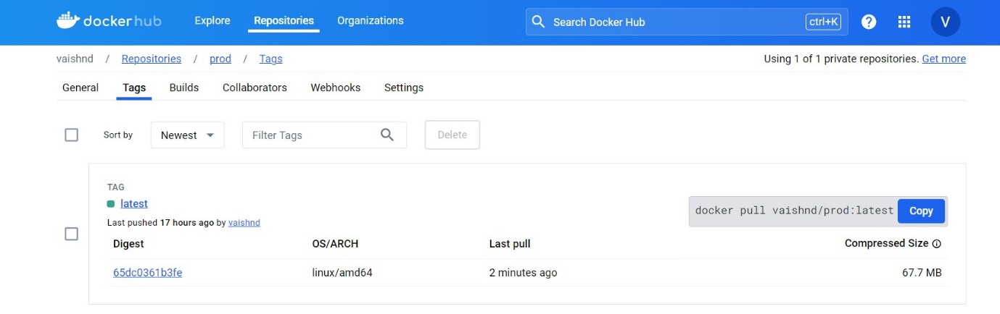 dockerhub Explore Repositories Organizations Search Docker Hub ctrl+K ? V
vaishnd / Repositories / prod / Tags Using 1 of 1 private repositories. Get more
General Tags Builds Collaborators Webhooks Settings
Sort by Newest Filter Tags Delete
TAG
latest
docker pull vaishnd/prod:latest Copy
Last pushed 17 hours ago by vaishnd
Digest OS/ARCH Last pull Compressed Size
65dc0361b3fe linux/amd64 2 minutes ago 67.7 MB